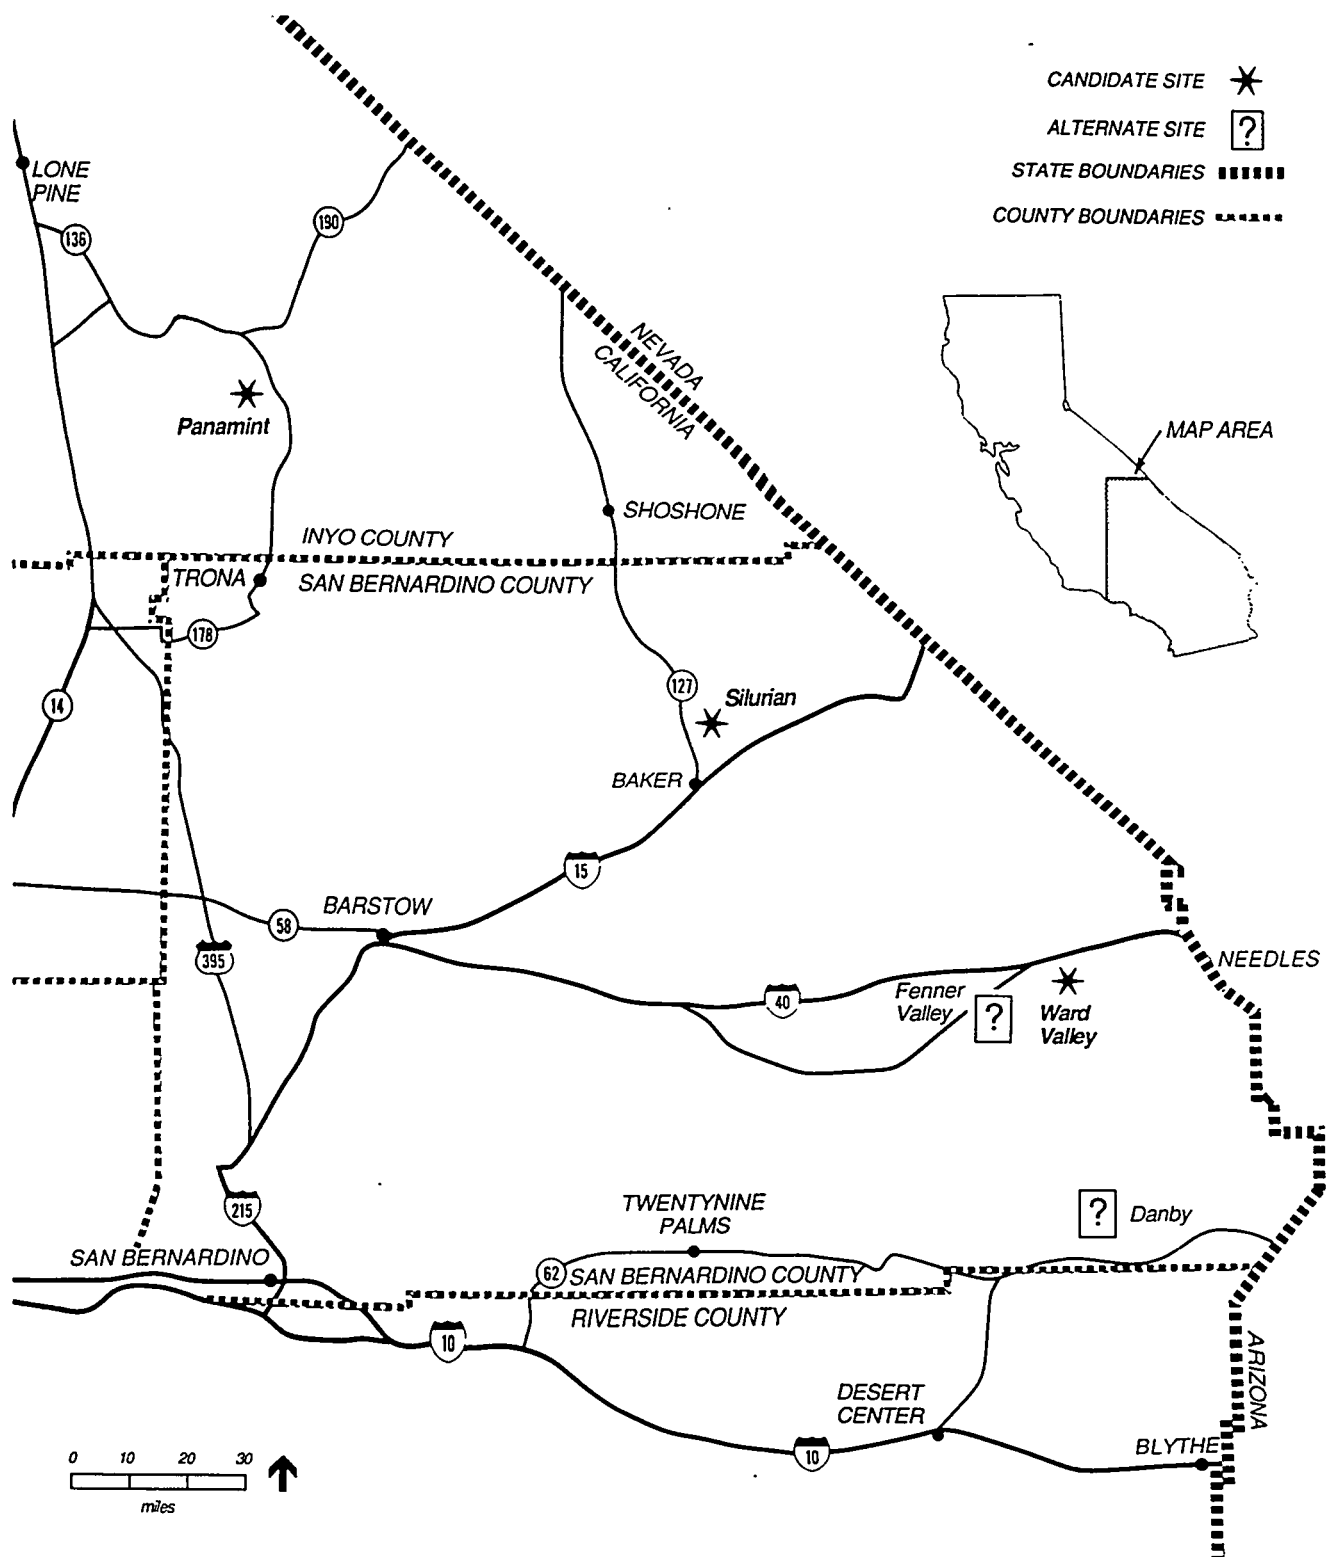 CANDIDATE SITE
ALTERNATE SITE
?
STATE BOUNDARIES
COUNTY BOUNDARIES
LONE
PINE
136
190
NEVADA
CALIFORNIA
MAP AREA
Panamint
SHOSHONE
INYO COUNTY
TRONA
SAN BERNARDINO COUNTY
178
127
14
Silurian
BAKER
15
BARSTOW
58
395
NEEDLES
40
Fenner
Valley
?
Ward
Valley
215
TWENTYNINE
PALMS
?
Danby
SAN BERNARDINO
62
SAN BERNARDINO COUNTY
RIVERSIDE COUNTY
10
ARIZONA
DESERT
CENTER
10
BLYTHE
0 10 20 30
miles